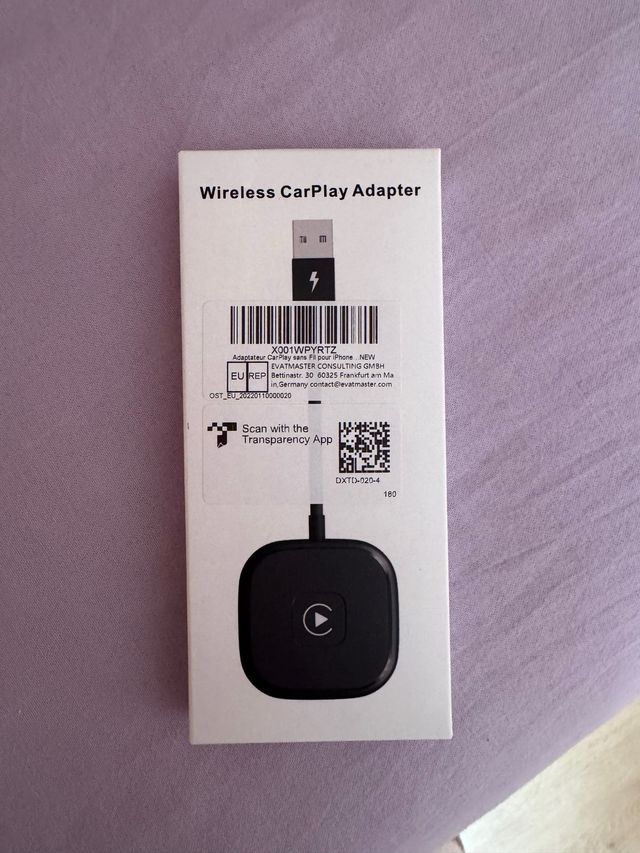 Wireless CarPlay Adapter
X001WPYRTZ
Adaptateur CarPlay sans Fil pour iPhone ...NEW
EU REP
EVATMASTER CONSULTING GMBH
Bettinastr. 30 60325 Frankfurt am Ma
in,Germany contact@evatmaster.com
OST_EU_20220110000020
Scan with the
Transparency App
DXTD-020-4
180